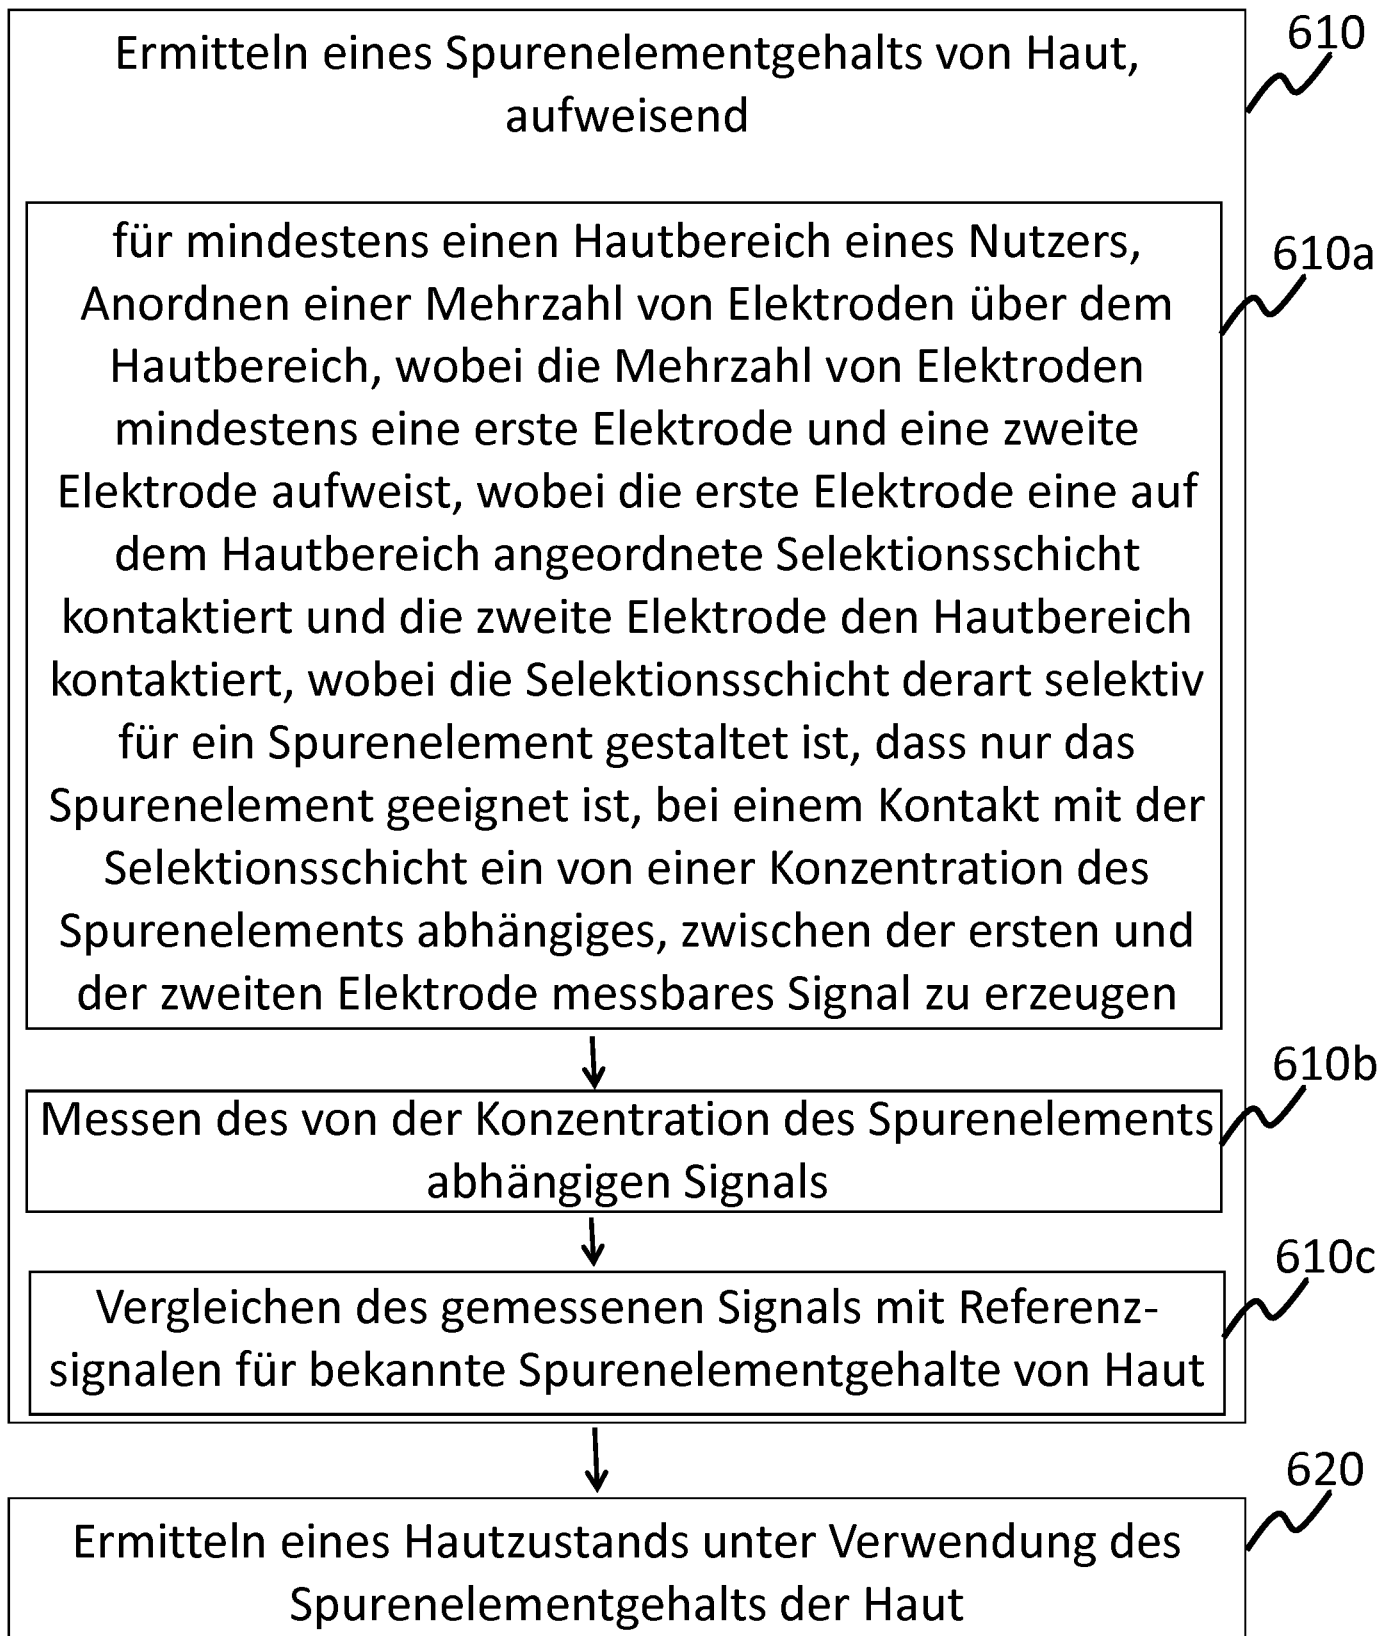 Ermitteln eines Spurenelementgehalts von Haut,
aufweisend
610
für mindestens einen Hautbereich eines Nutzers,
Anordnen einer Mehrzahl von Elektroden über dem
Hautbereich, wobei die Mehrzahl von Elektroden
mindestens eine erste Elektrode und eine zweite
Elektrode aufweist, wobei die erste Elektrode eine auf
dem Hautbereich angeordnete Selektionsschicht
kontaktiert und die zweite Elektrode den Hautbereich
kontaktiert, wobei die Selektionsschicht derart selektiv
für ein Spurenelement gestaltet ist, dass nur das
Spurenelement geeignet ist, bei einem Kontakt mit der
Selektionsschicht ein von einer Konzentration des
Spurenelements abhängiges, zwischen der ersten und
der zweiten Elektrode messbares Signal zu erzeugen
610a
Messen des von der Konzentration des Spurenelements
abhängigen Signals
610b
Vergleichen des gemessenen Signals mit Referenz-
signalen für bekannte Spurenelementgehalte von Haut
610c
Ermitteln eines Hautzustands unter Verwendung des
Spurenelementgehalts der Haut
620